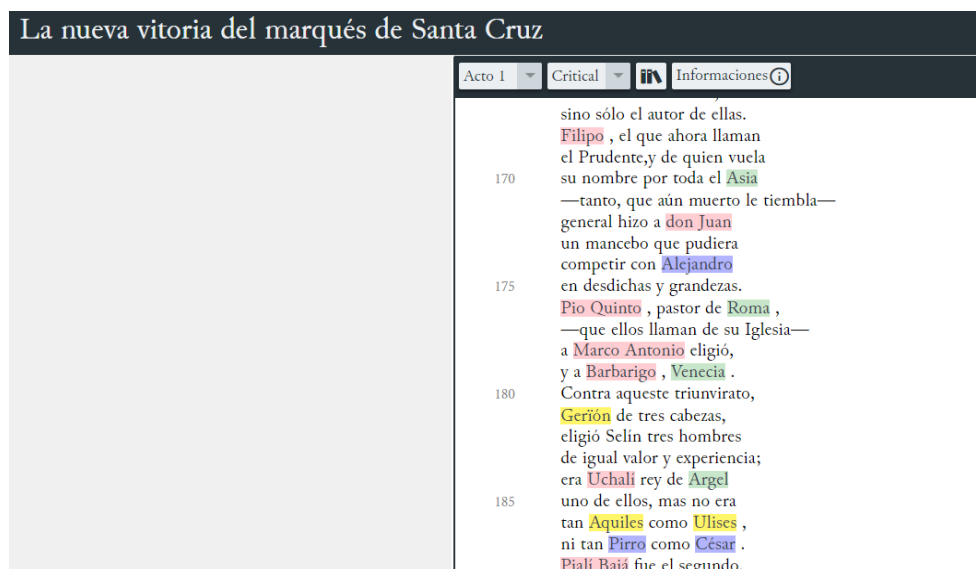 La nueva vitoria del marqués de Santa Cruz
Acto 1 Critical Informaciones
sino sólo el autor de ellas.
Filipo , el que ahora llaman
el Prudente,y de quien vuela
170 su nombre por toda el Asia
—tanto, que aún muerto le tiembla—
general hizo a don Juan
un mancebo que pudiera
competir con Alejandro
175 en desdichas y grandezas.
Pio Quinto , pastor de Roma ,
—que ellos llaman de su Iglesia—
a Marco Antonio eligió,
y a Barbarigo , Venecia .
180 Contra aqueste triunvirato,
Gerïón de tres cabezas,
eligió Selín tres hombres
de igual valor y experiencia;
era Uchalí rey de Argel
185 uno de ellos, mas no era
tan Aquiles como Ulises ,
ni tan Pirro como César .
Pialí Bajá fue el segundo,